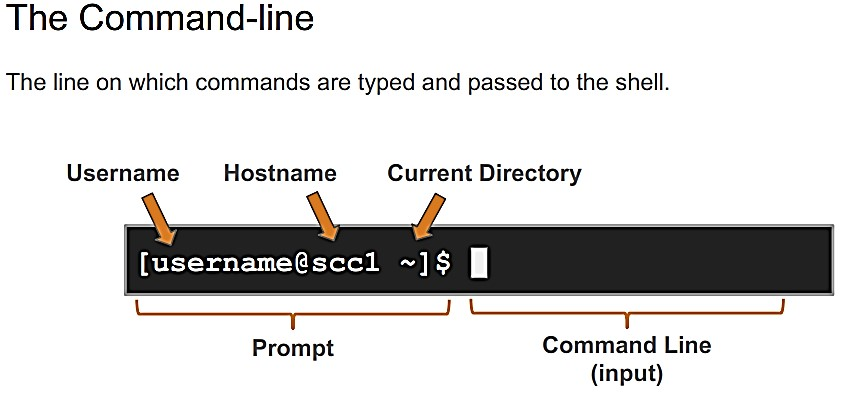 The Command-line
The line on which commands are typed and passed to the shell.
Username Hostname Current Directory
[username@scc1 ~]$
Prompt
Command Line
(input)